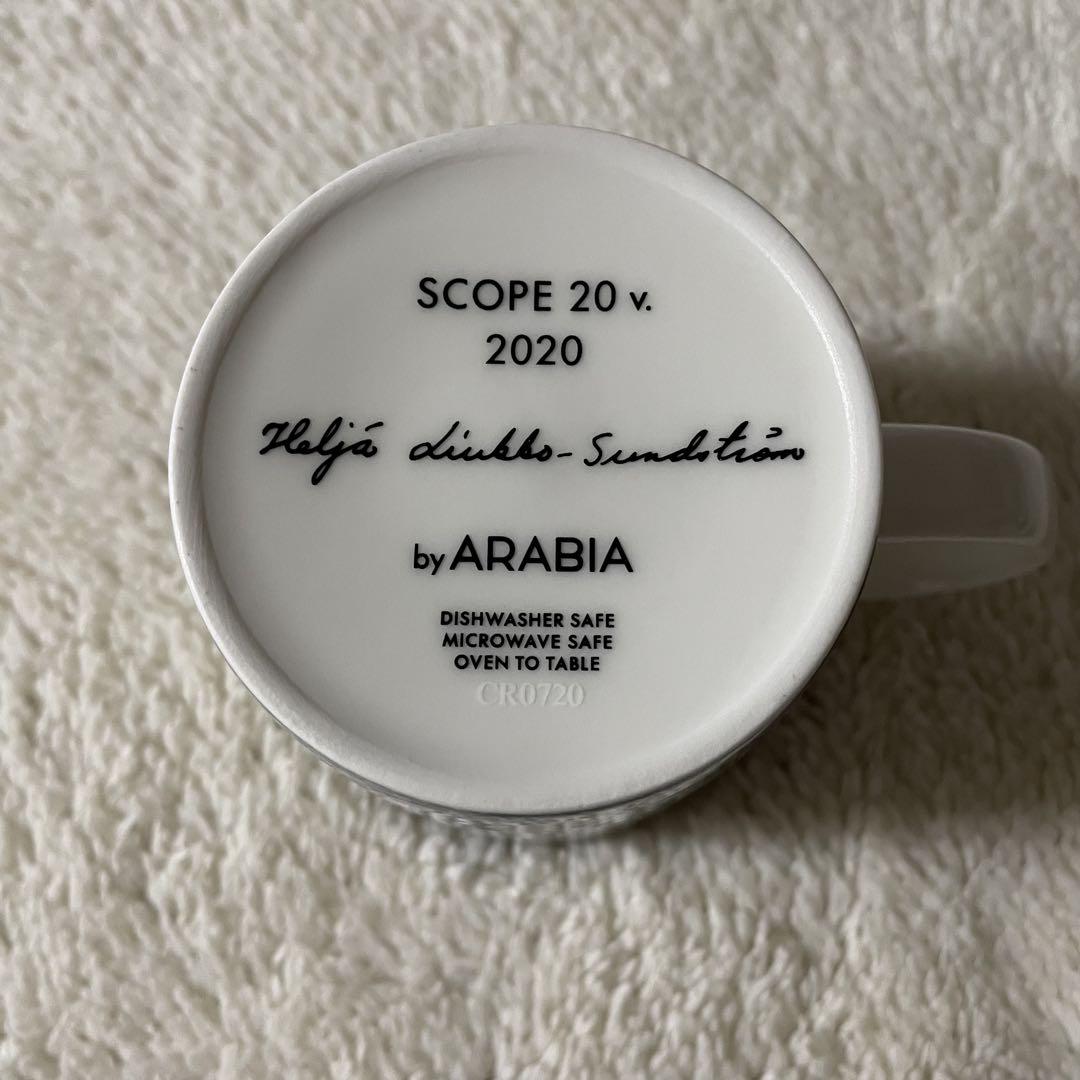 SCOPE 20 v.
2020
Heljä Liukko-Sundström
by ARABIA
DISHWASHER SAFE
MICROWAVE SAFE
OVEN TO TABLE
CR0720